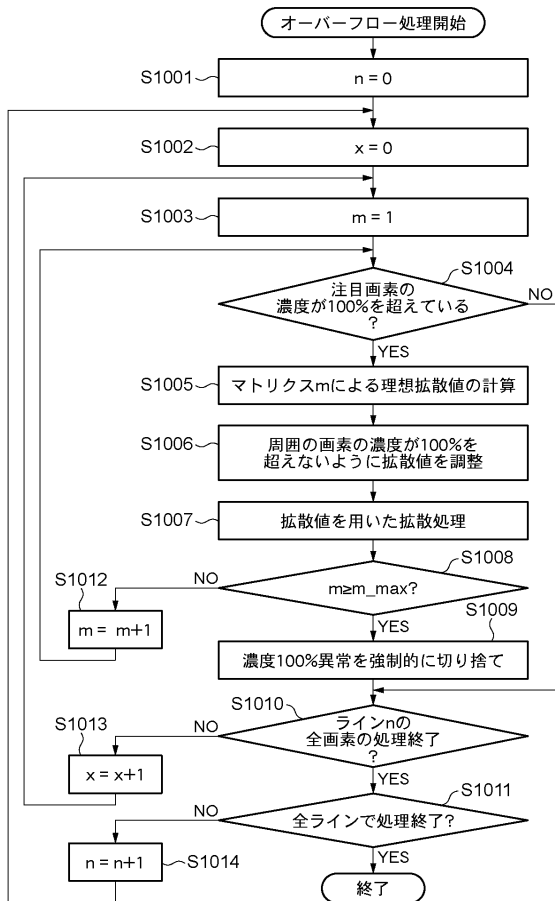 オーバーフロー処理開始
S1001
n = 0
S1002
x = 0
S1003
m = 1
S1004
注目画素の
濃度が100%を超えている
?
NO
YES
S1005
マトリクスmによる理想拡散値の計算
S1006
周囲の画素の濃度が100%を
超えないように拡散値を調整
S1007
拡散値を用いた拡散処理
S1008
m≥m_max?
NO
YES
S1012
m = m+1
S1009
濃度100%異常を強制的に切り捨て
S1010
ラインnの
全画素の処理終了
?
NO
YES
S1013
x = x+1
S1011
全ラインで処理終了?
NO
YES
n = n+1
S1014
終了